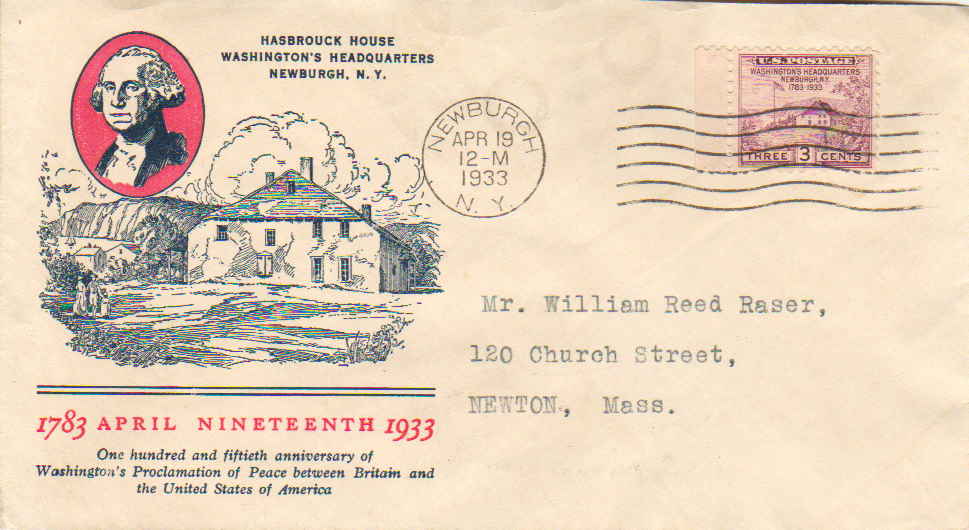 HASBROUCK HOUSE
WASHINGTON'S HEADQUARTERS
NEWBURGH, N. Y.
NEWBURGH
APR 19
12-M
1933
N. Y.
U.S. POSTAGE
WASHINGTON'S HEADQUARTERS
NEWBURGH, N.Y.
1783-1933
THREE 3 CENTS
Mr. William Reed Raser,
120 Church Street,
NEWTON, Mass.
1783 APRIL NINETEENTH 1933
One hundred and fiftieth anniversary of
Washington's Proclamation of Peace between Britain and
the United States of America